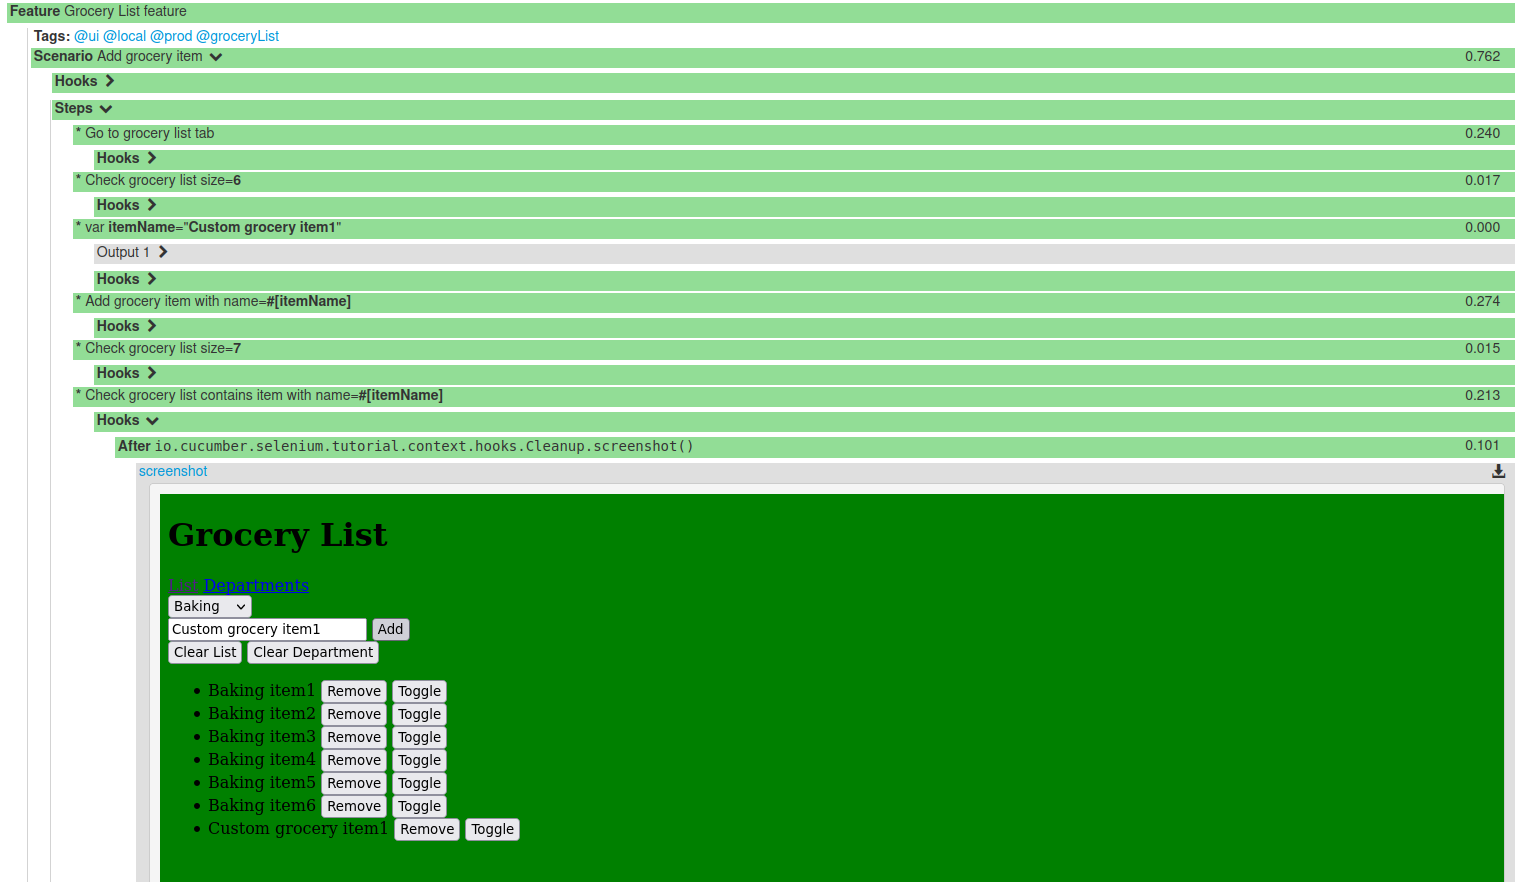 Feature Grocery List feature
Tags: @ui @local @prod @groceryList
Scenario Add grocery item 0.762
Hooks
Steps
* Go to grocery list tab 0.240
Hooks
* Check grocery list size=6 0.017
Hooks
* var itemName="Custom grocery item1" 0.000
Output 1
Hooks
* Add grocery item with name=#[itemName] 0.274
Hooks
* Check grocery list size=7 0.015
Hooks
* Check grocery list contains item with name=#[itemName] 0.213
Hooks
After io.cucumber.selenium.tutorial.context.hooks.Cleanup.screenshot() 0.101
screenshot
Grocery List
List Departments
Baking
Custom grocery item1 Add
Clear List Clear Department
• Baking item1 Remove Toggle
• Baking item2 Remove Toggle
• Baking item3 Remove Toggle
• Baking item4 Remove Toggle
• Baking item5 Remove Toggle
• Baking item6 Remove Toggle
• Custom grocery item1 Remove Toggle